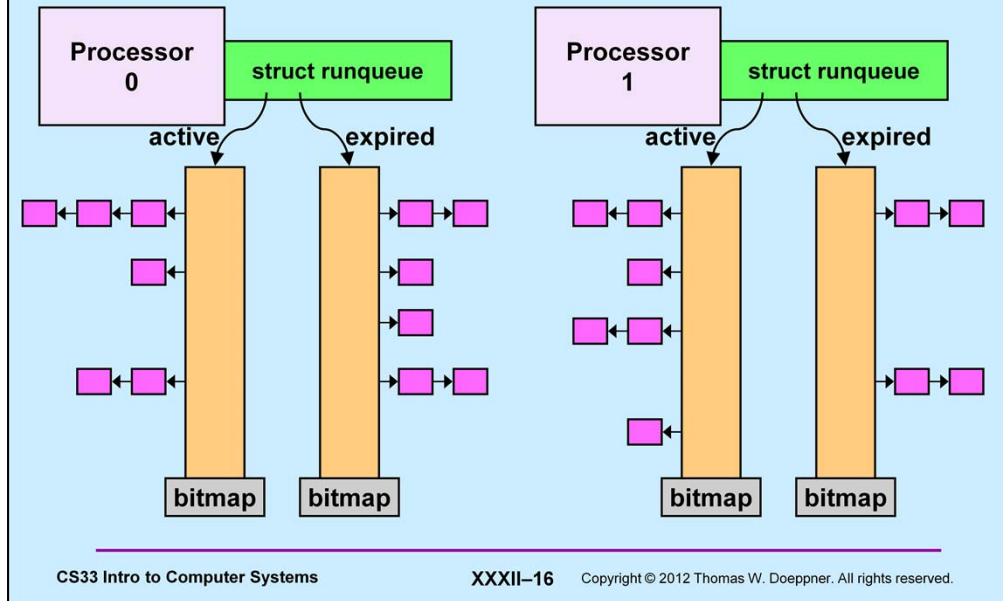 Processor
0
struct runqueue
active
expired
bitmap
bitmap
Processor
1
struct runqueue
active
expired
bitmap
bitmap
CS33 Intro to Computer Systems
XXXII–16
Copyright © 2012 Thomas W. Doeppner. All rights reserved.